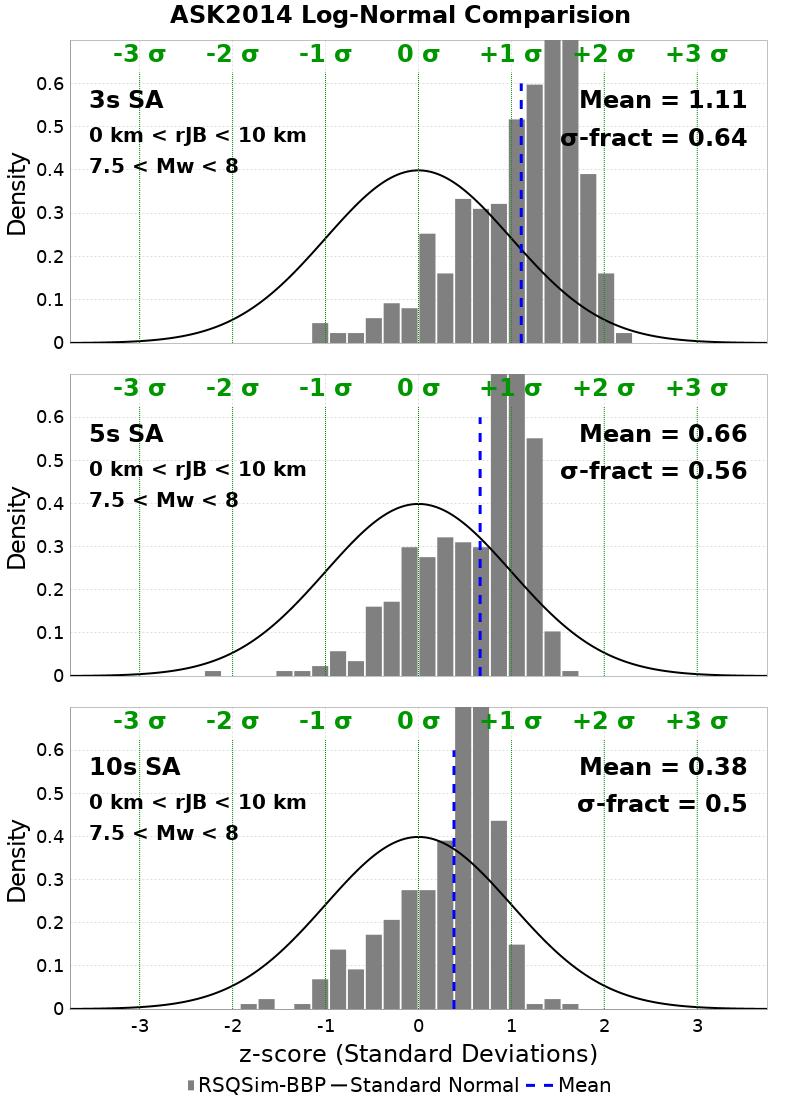 ASK2014 Log-Normal Comparision
-3 σ -2 σ -1 σ 0 σ +1 σ +2 σ +3 σ
0.6
0.5
0.4
0.3
0.2
0.1
0
Density
3s SA
0 km < rJB < 10 km
7.5 < Mw < 8
Mean = 1.11
σ-fract = 0.64
-3 σ -2 σ -1 σ 0 σ +1 σ +2 σ +3 σ
0.6
0.5
0.4
0.3
0.2
0.1
0
Density
5s SA
0 km < rJB < 10 km
7.5 < Mw < 8
Mean = 0.66
σ-fract = 0.56
-3 σ -2 σ -1 σ 0 σ +1 σ +2 σ +3 σ
0.6
0.5
0.4
0.3
0.2
0.1
0
Density
10s SA
0 km < rJB < 10 km
7.5 < Mw < 8
Mean = 0.38
σ-fract = 0.5
-3 -2 -1 0 1 2 3
z-score (Standard Deviations)
RSQSim-BBP Standard Normal Mean